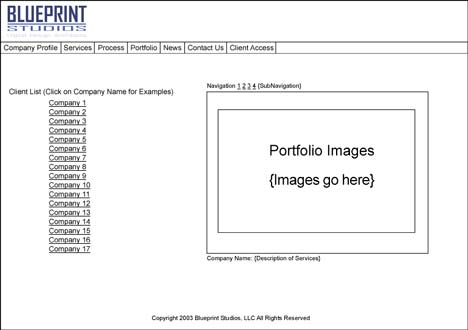 BLUEPRINT
STUDIOS
Company Profile Services Process Portfolio News Contact Us Client Access
Client List (Click on Company Name for Examples)
Company 1
Company 2
Company 3
Company 4
Company 5
Company 6
Company 7
Company 8
Company 9
Company 10
Company 11
Company 12
Company 13
Company 14
Company 15
Company 16
Company 17
Navigation 1 2 3 4 {SubNavigation}
Portfolio Images
{Images go here}
Company Name: {Description of Services}
Copyright 2003 Blueprint Studios, LLC All Rights Reserved